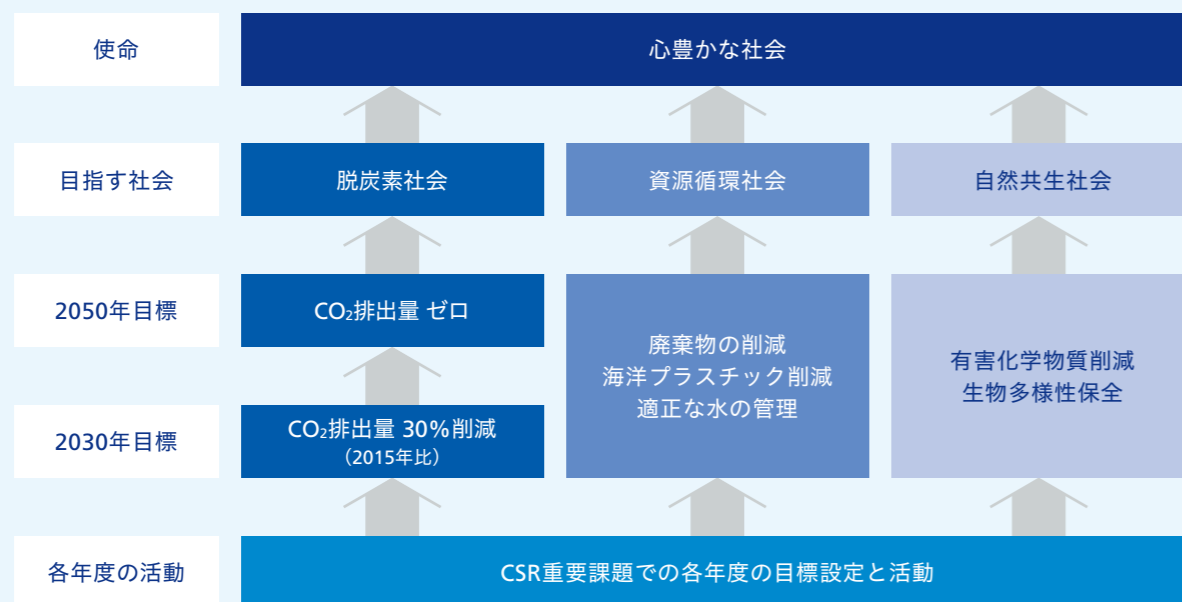 使命
心豊かな社会
目指す社会
脱炭素社会
資源循環社会
自然共生社会
2050年目標
CO₂排出量 ゼロ
廃棄物の削減
海洋プラスチック削減
適正な水の管理
有害化学物質削減
生物多様性保全
2030年目標
CO₂排出量 30%削減
（2015年比）
各年度の活動
CSR重要課題での各年度の目標設定と活動